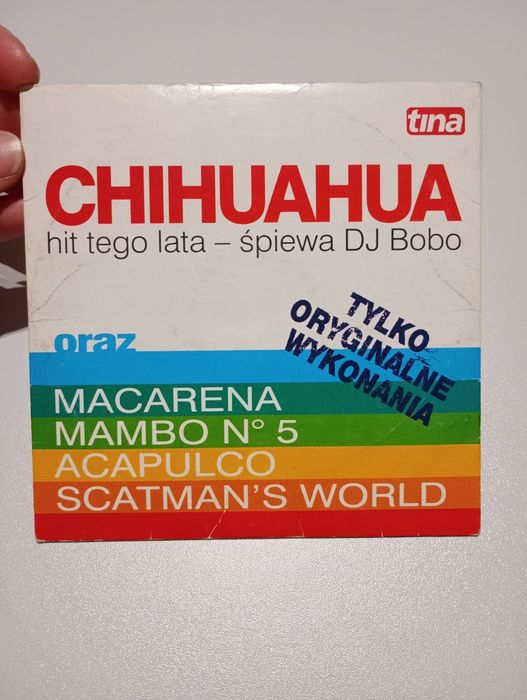 tina
CHIHUAHUA
hit tego lata – śpiewa DJ Bobo
oraz
TYLKO
ORYGINALNE
WYKONANIA
MACARENA
MAMBO N° 5
ACAPULCO
SCATMAN'S WORLD